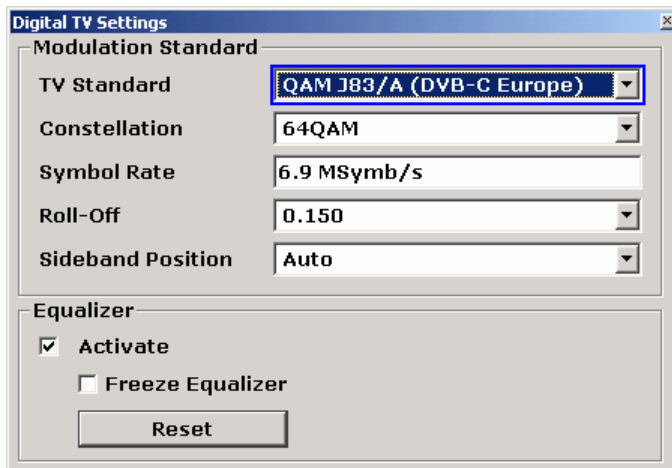 Digital TV Settings
Modulation Standard
TV Standard QAM J83/A (DVB-C Europe)
Constellation 64QAM
Symbol Rate 6.9 MSymb/s
Roll-Off 0.150
Sideband Position Auto
Equalizer
Activate
Freeze Equalizer
Reset